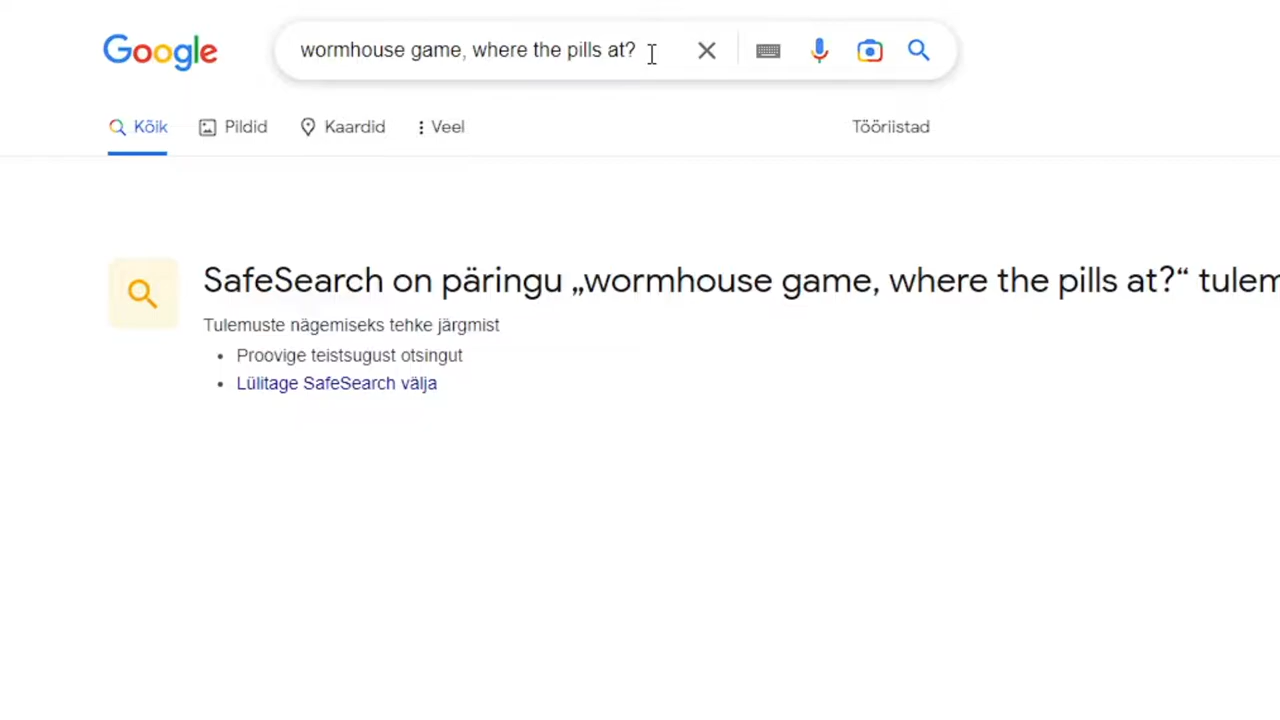 Google
wormhouse game, where the pills at?
Kõik Pildid Kaardid Veel Tööriistad
SafeSearch on päringu „wormhouse game, where the pills at?“ tulem
Tulemuste nägemiseks tehke järgmist
• Proovige teistsugust otsingut
• Lülitage SafeSearch välja